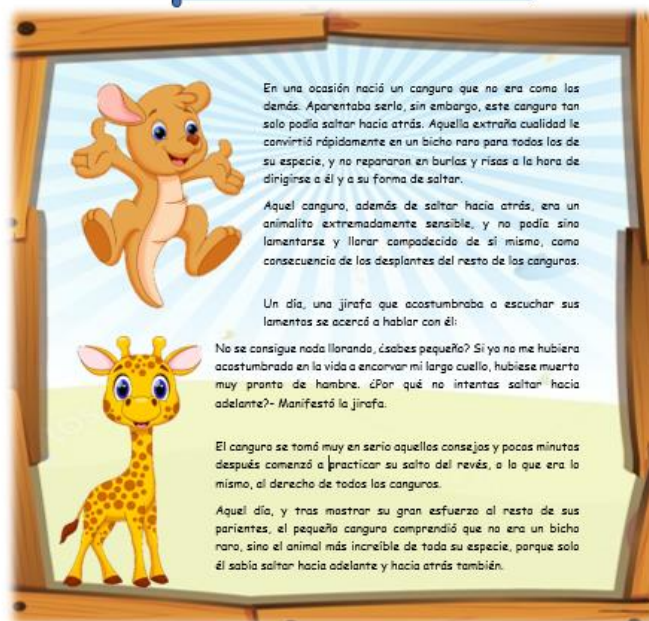 En una ocasión nació un canguro que no era como los
demás. Aparentaba serlo, sin embargo, este canguro tan
solo podía saltar hacia atrás. Aquella extraña cualidad le
convirtió rápidamente en un bicho raro para todos los de
su especie, y no repararon en burlas y risas a la hora de
dirigirse a él y a su forma de saltar.
Aquel canguro, además de saltar hacia atrás, era un
animalito extremadamente sensible, y no podía sino
lamentarse y llorar compadecido de sí mismo, como
consecuencia de los desplantes del resto de los canguros.
Un día, una jirafa que acostumbraba a escuchar sus
lamentos se acercó a hablar con él:
No se consigue nada llorando, ¿sabes pequeño? Si yo no me hubiera
acostumbrado en la vida a encorvar mi largo cuello, hubiese muerto
muy pronto de hambre. ¿Por qué no intentas saltar hacia
adelante?- Manifestó la jirafa.
El canguro se tomó muy en serio aquellos consejos y pocos minutos
después comenzó a practicar su salto del revés, o lo que era lo
mismo, al derecho de todos los canguros.
Aquel día, y tras mostrar su gran esfuerzo al resto de sus
parientes, el pequeño canguro comprendió que no era un bicho
raro, sino el animal más increíble de toda su especie, porque solo
él sabía saltar hacia adelante y hacia atrás también.